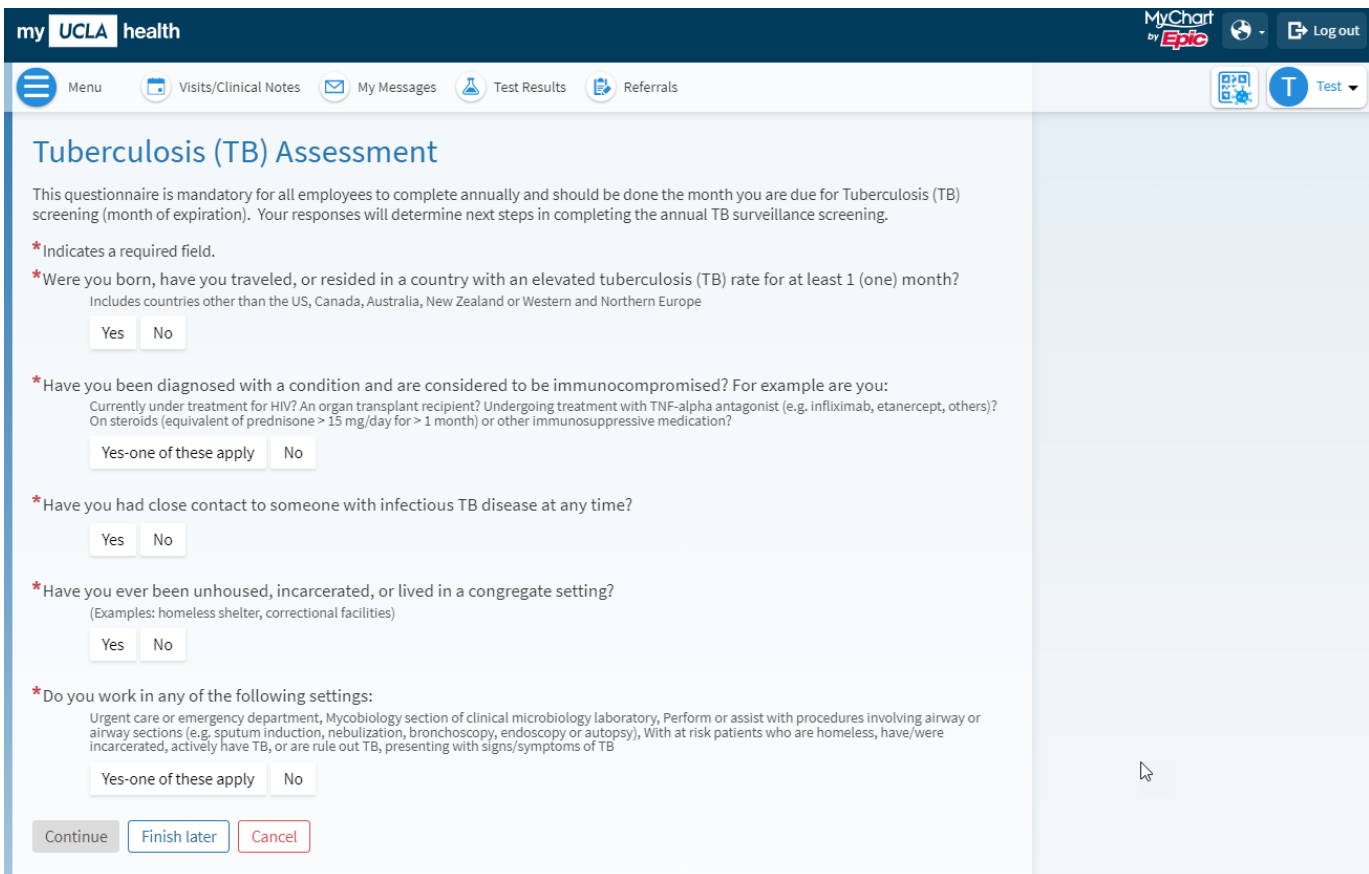 my UCLA health
MyChart
by Epic
Log out
Menu
Visits/Clinical Notes
My Messages
Test Results
Referrals
T
Test
Tuberculosis (TB) Assessment
This questionnaire is mandatory for all employees to complete annually and should be done the month you are due for Tuberculosis (TB)
screening (month of expiration). Your responses will determine next steps in completing the annual TB surveillance screening.
*Indicates a required field.
*Were you born, have you traveled, or resided in a country with an elevated tuberculosis (TB) rate for at least 1 (one) month?
Includes countries other than the US, Canada, Australia, New Zealand or Western and Northern Europe
Yes No
*Have you been diagnosed with a condition and are considered to be immunocompromised? For example are you:
Currently under treatment for HIV? An organ transplant recipient? Undergoing treatment with TNF-alpha antagonist (e.g. infliximab, etanercept, others)?
On steroids (equivalent of prednisone > 15 mg/day for > 1 month) or other immunosuppressive medication?
Yes-one of these apply No
*Have you had close contact to someone with infectious TB disease at any time?
Yes No
*Have you ever been unhoused, incarcerated, or lived in a congregate setting?
(Examples: homeless shelter, correctional facilities)
Yes No
*Do you work in any of the following settings:
Urgent care or emergency department, Mycobiology section of clinical microbiology laboratory, Perform or assist with procedures involving airway or
airway sections (e.g. sputum induction, nebulization, bronchoscopy, endoscopy or autopsy), With at risk patients who are homeless, have/were
incarcerated, actively have TB, or are rule out TB, presenting with signs/symptoms of TB
Yes-one of these apply No
Continue Finish later Cancel